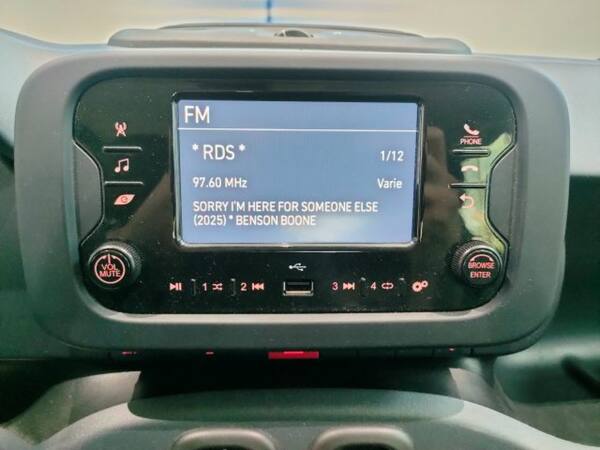 FM
* RDS * 1/12
97.60 MHz Varie
SORRY I'M HERE FOR SOMEONE ELSE
(2025) * BENSON BOONE
PHONE
VOL
MUTE
BROWSE
ENTER
1 2 3 4